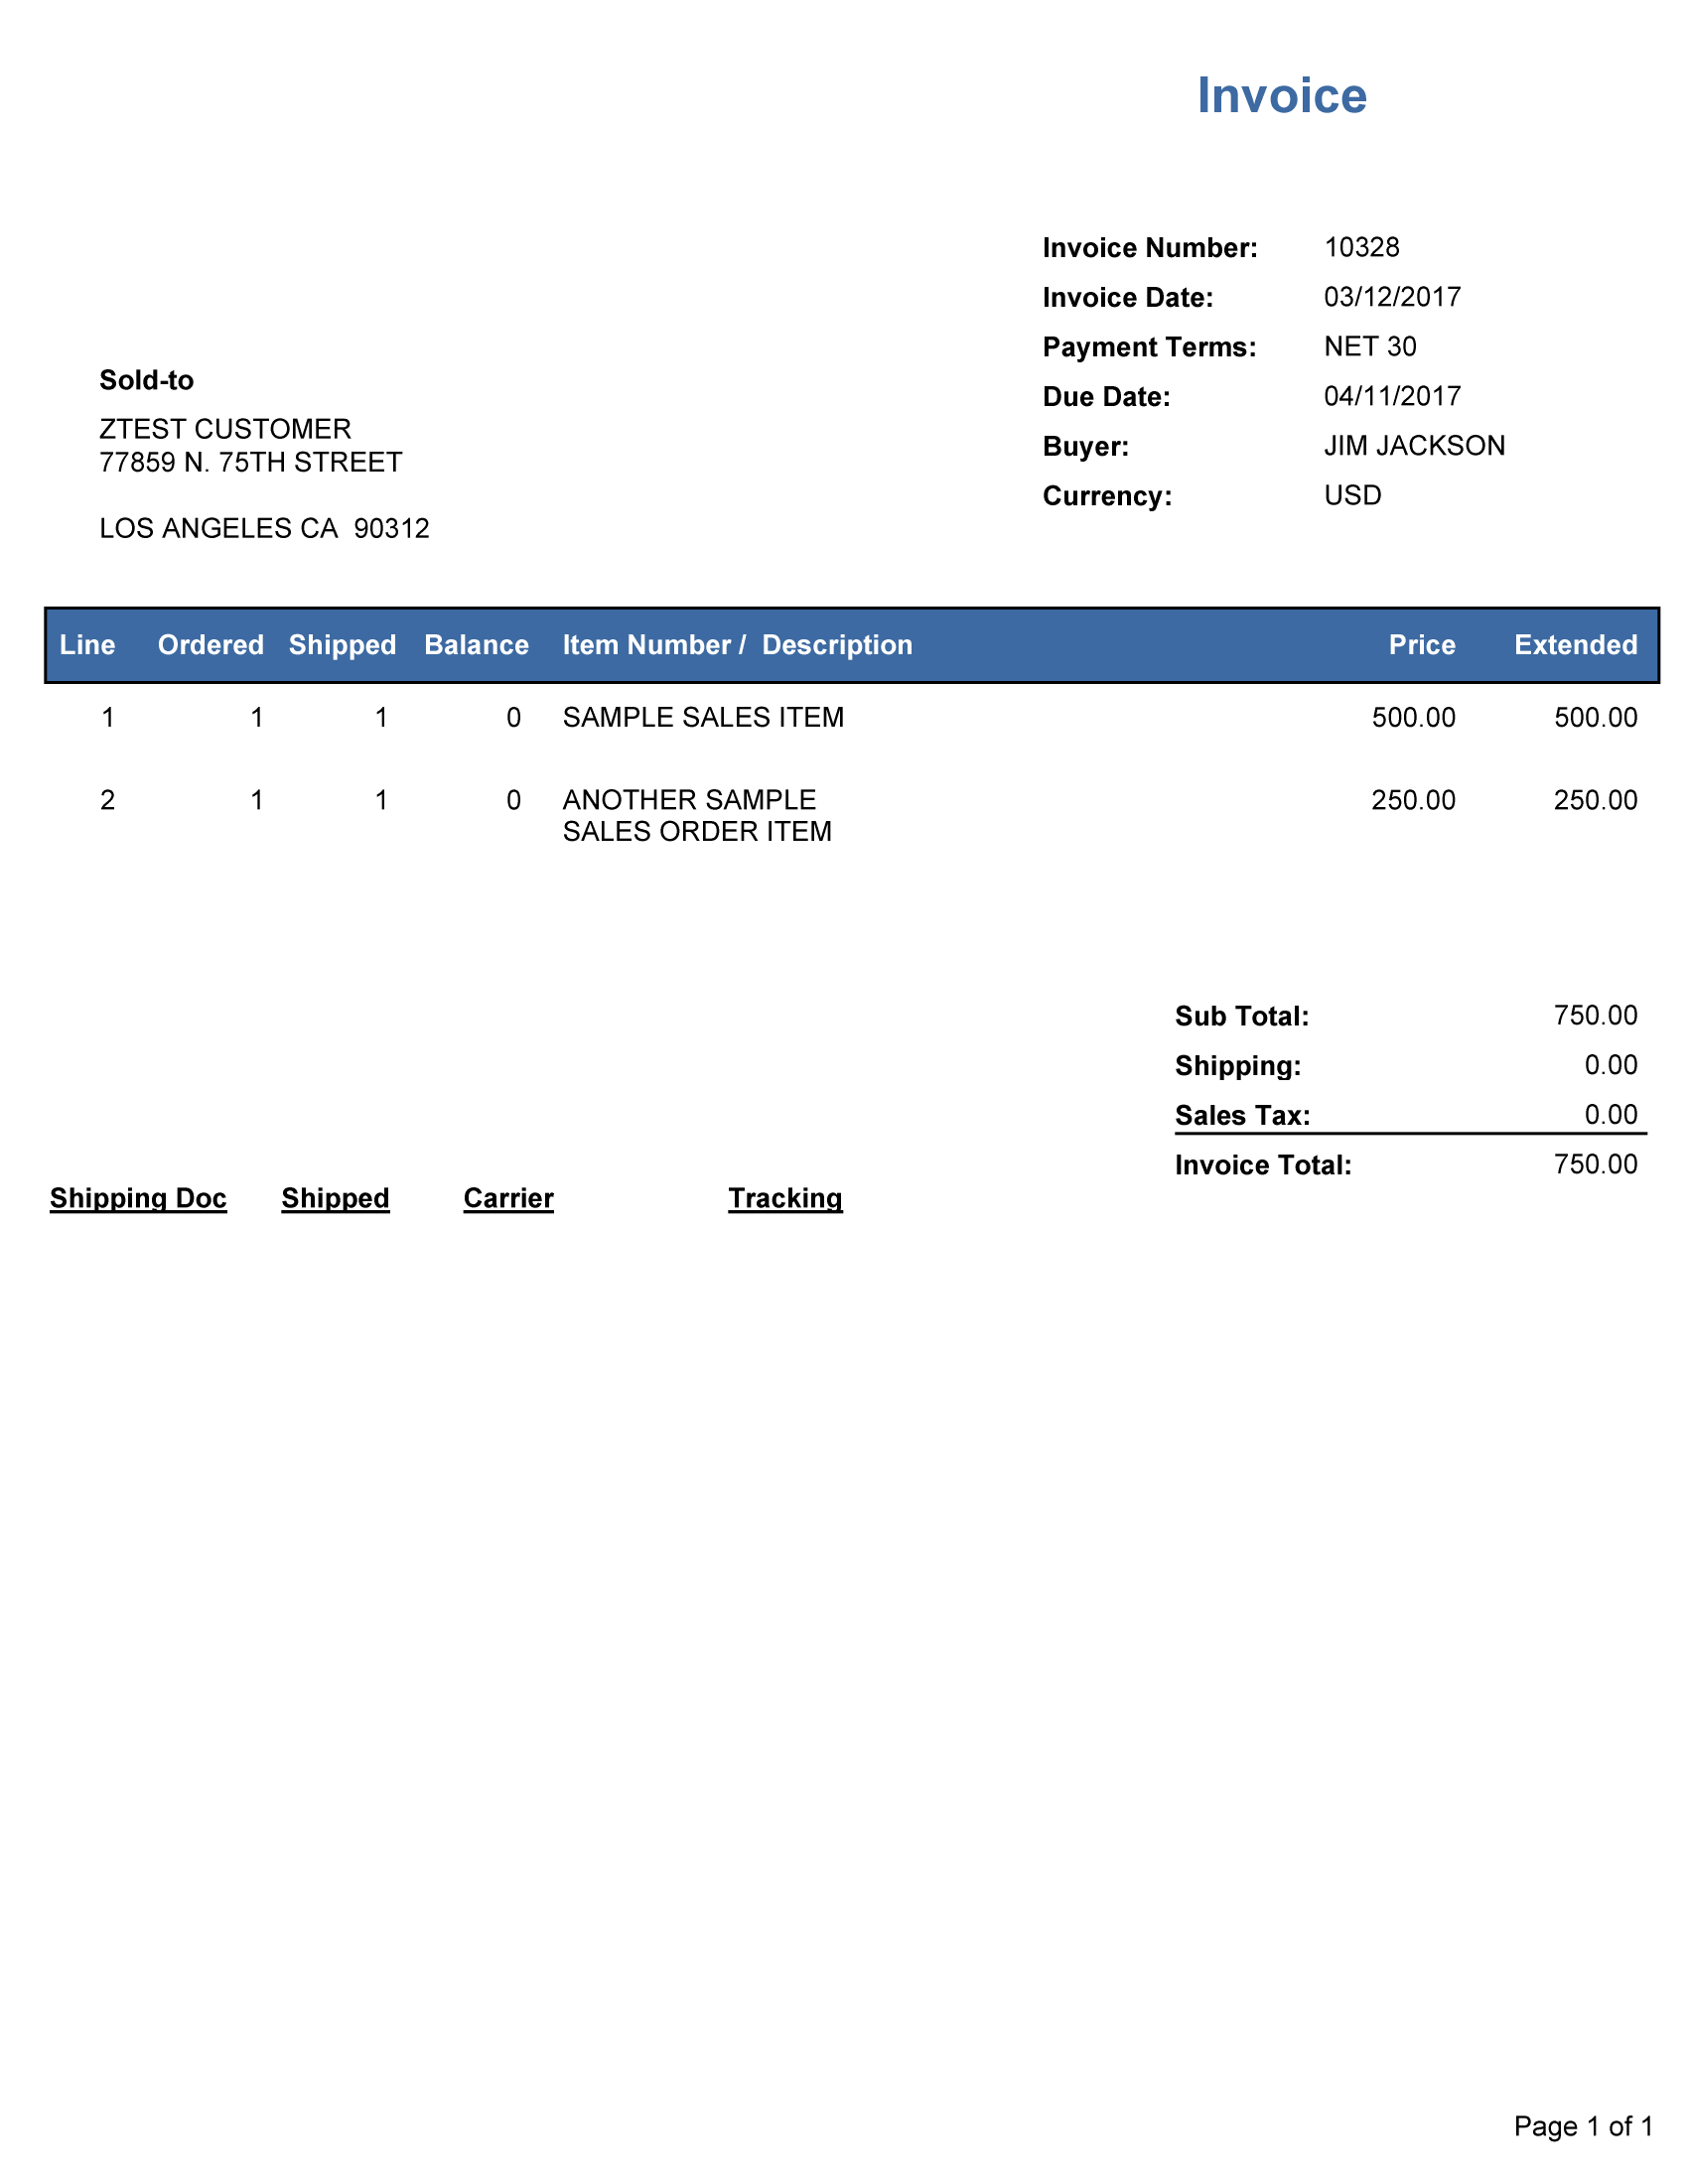 Invoice
Invoice Number: 10328
Invoice Date: 03/12/2017
Payment Terms: NET 30
Due Date: 04/11/2017
Buyer: JIM JACKSON
Currency: USD
Sold-to
ZTEST CUSTOMER
77859 N. 75TH STREET
LOS ANGELES CA  90312
Line Ordered Shipped Balance Item Number /  Description Price Extended
1 1 1 0 SAMPLE SALES ITEM 500.00 500.00
2 1 1 0 ANOTHER SAMPLE 250.00 250.00
SALES ORDER ITEM
Sub Total: 750.00
Shipping: 0.00
Sales Tax: 0.00
Invoice Total: 750.00
Shipping Doc Shipped Carrier Tracking
Page 1 of 1